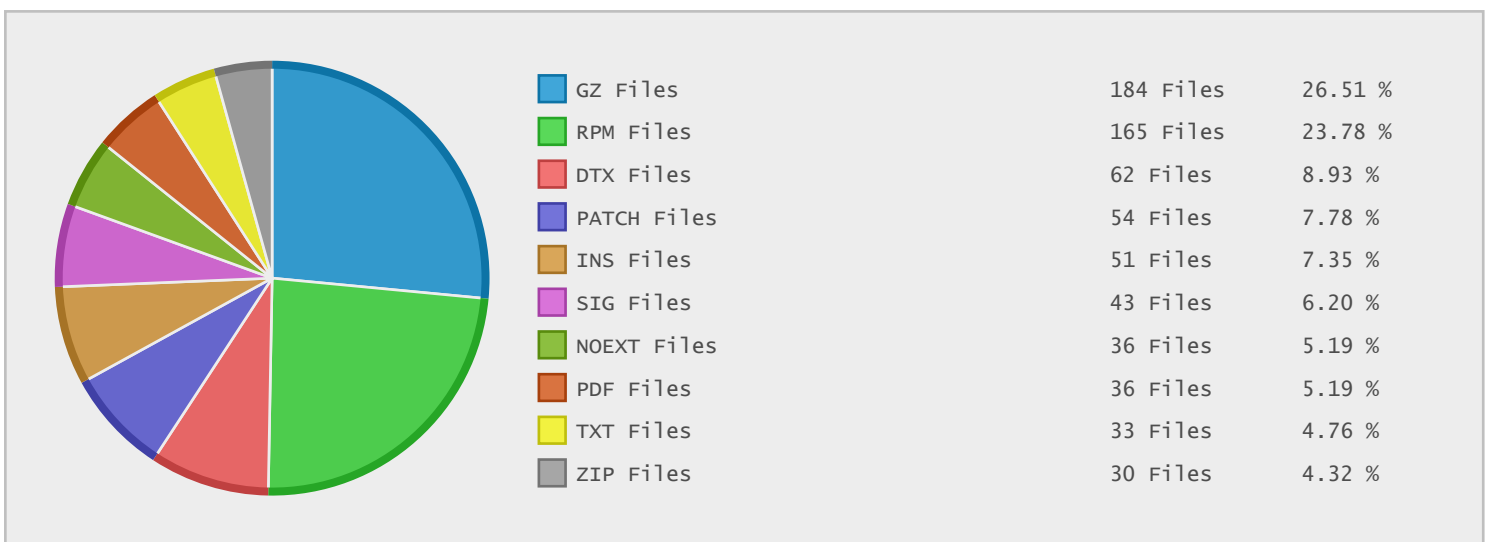 GZ Files 184 Files 26.51 %
RPM Files 165 Files 23.78 %
DTX Files 62 Files 8.93 %
PATCH Files 54 Files 7.78 %
INS Files 51 Files 7.35 %
SIG Files 43 Files 6.20 %
NOEXT Files 36 Files 5.19 %
PDF Files 36 Files 5.19 %
TXT Files 33 Files 4.76 %
ZIP Files 30 Files 4.32 %